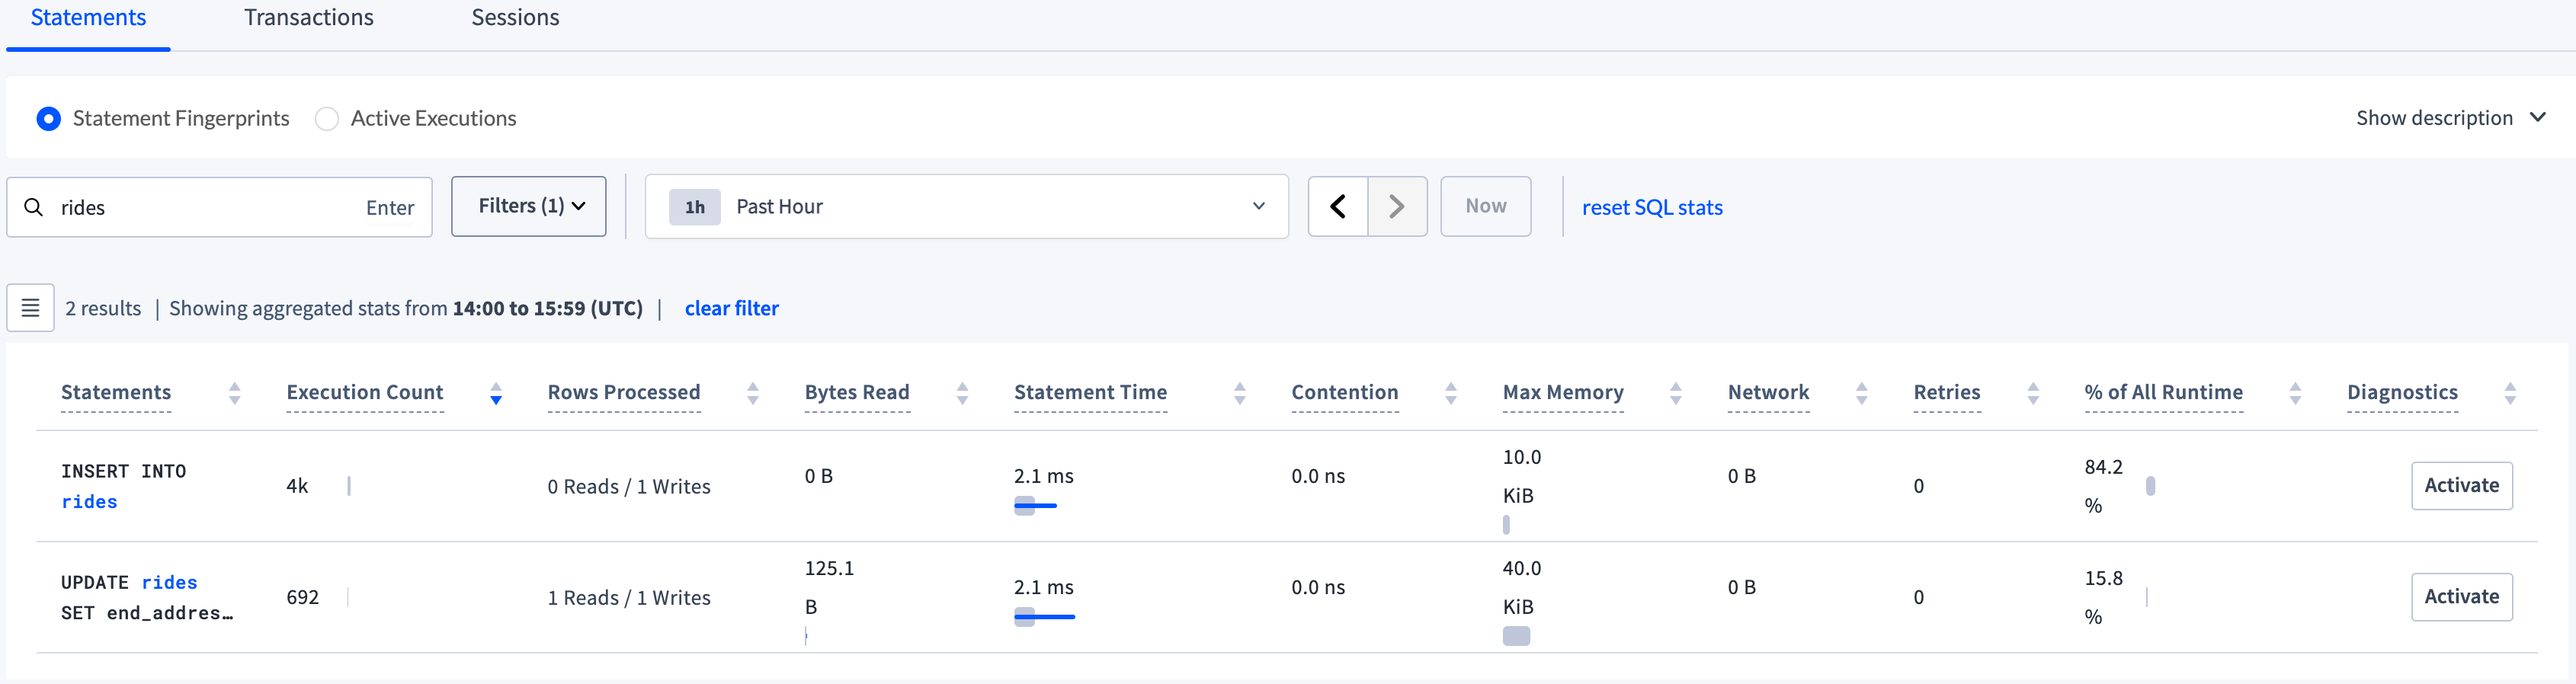 Statements Transactions Sessions
Statement Fingerprints Active Executions Show description
rides Enter Filters (1) 1h Past Hour Now reset SQL stats
2 results | Showing aggregated stats from 14:00 to 15:59 (UTC) | clear filter
Statements Execution Count Rows Processed Bytes Read Statement Time Contention Max Memory Network Retries % of All Runtime Diagnostics
INSERT INTO
rides
4k
0 Reads / 1 Writes
0 B
2.1 ms
0.0 ns
10.0
KiB
0 B
0
84.2
%
Activate
UPDATE rides
SET end_addres…
692
1 Reads / 1 Writes
125.1
B
2.1 ms
0.0 ns
40.0
KiB
0 B
0
15.8
%
Activate